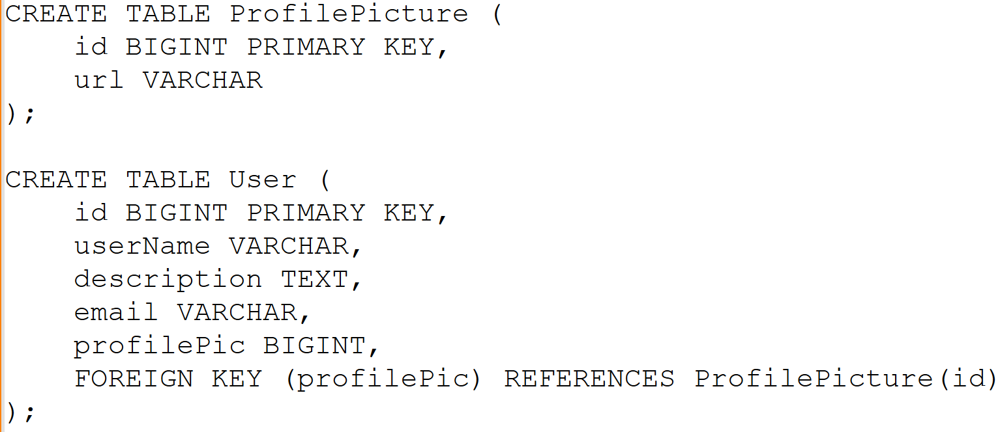 CREATE TABLE ProfilePicture (
    id BIGINT PRIMARY KEY,
    url VARCHAR
);

CREATE TABLE User (
    id BIGINT PRIMARY KEY,
    userName VARCHAR,
    description TEXT,
    email VARCHAR,
    profilePic BIGINT,
    FOREIGN KEY (profilePic) REFERENCES ProfilePicture(id)
);